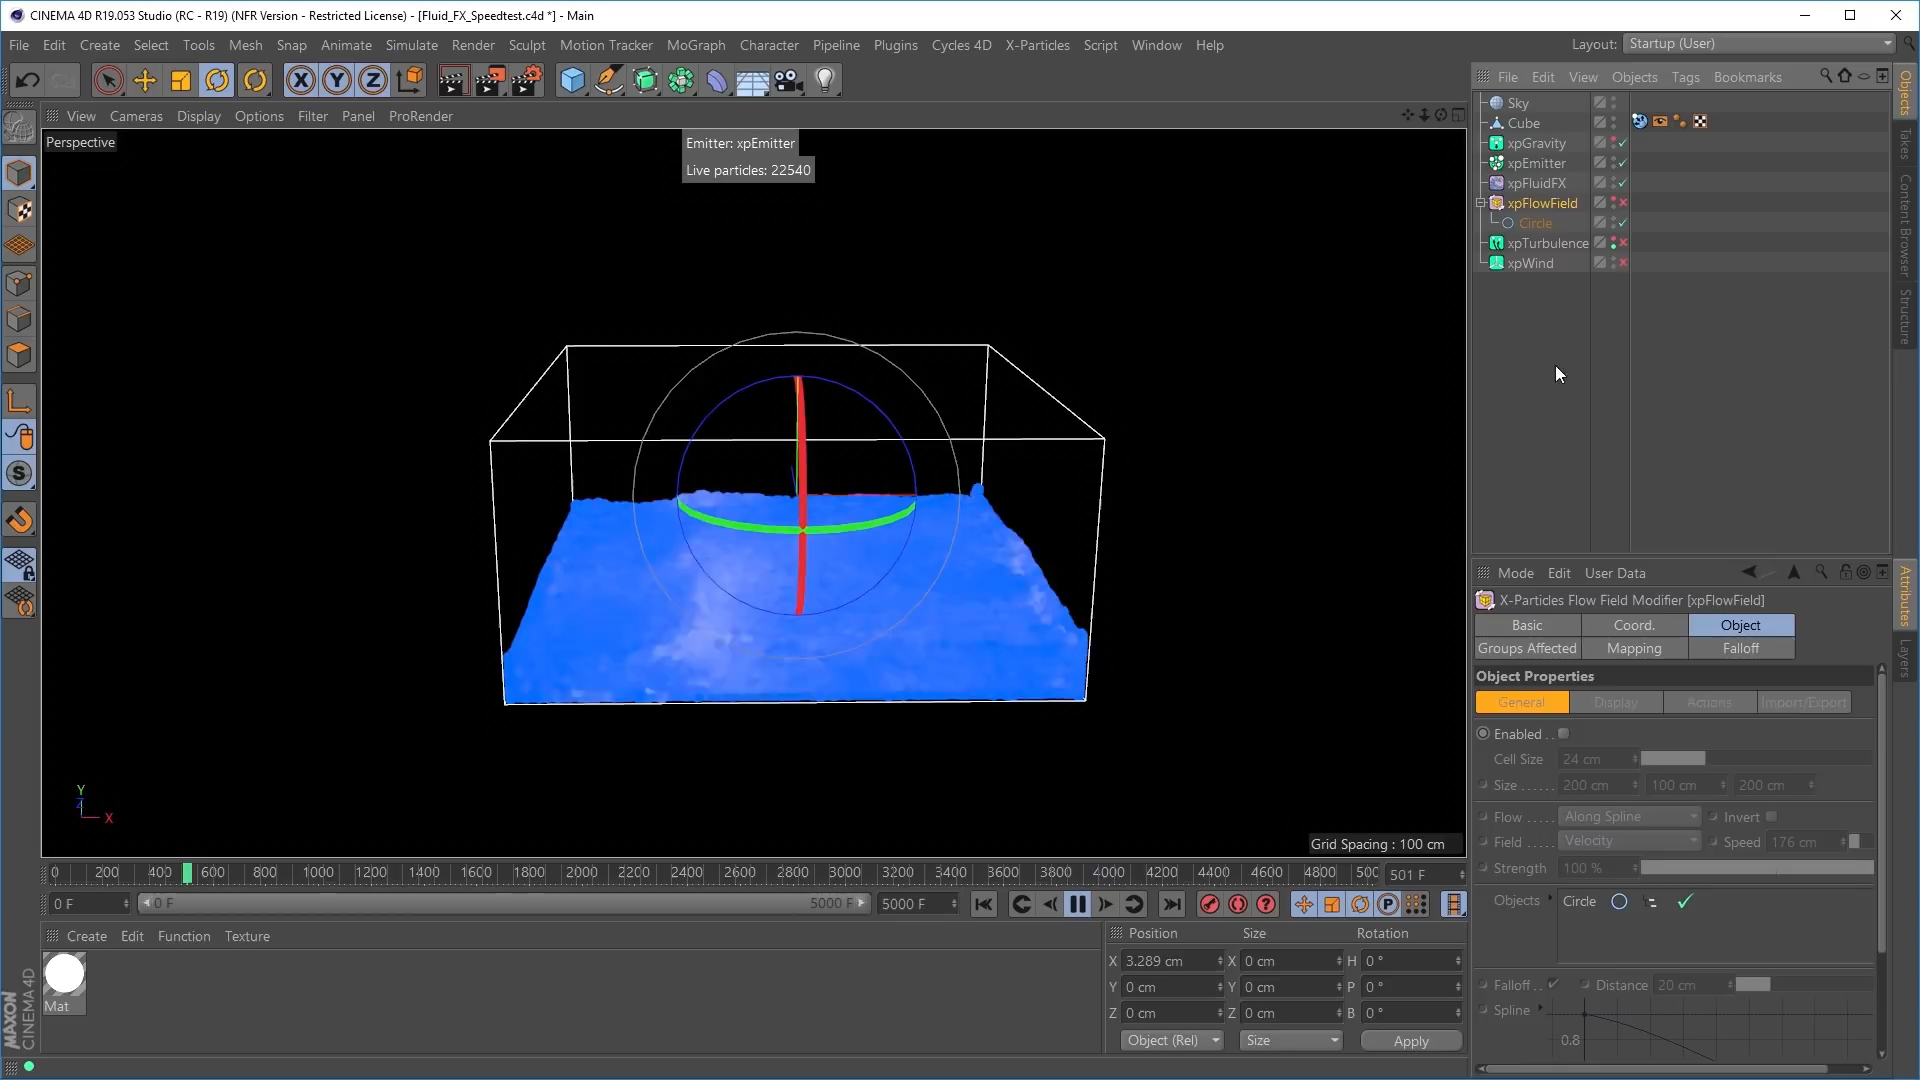 CINEMA 4D R19.053 Studio (RC - R19) (NFR Version - Restricted License) - [Fluid_FX_Speedtest.c4d *] - Main
File Edit Create Select Tools Mesh Snap Animate Simulate Render Sculpt Motion Tracker MoGraph Character Pipeline Plugins Cycles 4D X-Particles Script Window Help
Layout: Startup (User)
X Y Z
File Edit View Objects Tags Bookmarks
View Cameras Display Options Filter Panel ProRender
Perspective
Emitter: xpEmitter
Live particles: 22540
Sky
Cube
xpGravity
xpEmitter
xpFluidFX
xpFlowField
Circle
xpTurbulence
xpWind
Objects
Takes
Content Browser
Structure
S
Y
Z
X
Grid Spacing : 100 cm
Mode Edit User Data
X-Particles Flow Field Modifier [xpFlowField]
Basic Coord. Object
Groups Affected Mapping Falloff
Object Properties
General Display Actions Import/Export
Enabled . .
Cell Size 24 cm
Size . . . . . . 200 cm 100 cm 200 cm
Flow . . . . . Along Spline Invert
Field . . . . . Velocity Speed 176 cm
Strength 100 %
Objects Circle
Falloff . . Distance 20 cm
Spline
0.8
Attributes
Layers
0 200 400 600 800 1000 1200 1400 1600 1800 2000 2200 2400 2600 2800 3000 3200 3400 3600 3800 4000 4200 4400 4600 4800 500 501 F
0 F 0 F 5000 F 5000 F
P
Create Edit Function Texture
Mat
MAXON
CINEMA 4D
Position Size Rotation
X 3.289 cm X 0 cm H 0 °
Y 0 cm Y 0 cm P 0 °
Z 0 cm Z 0 cm B 0 °
Object (Rel) Size Apply